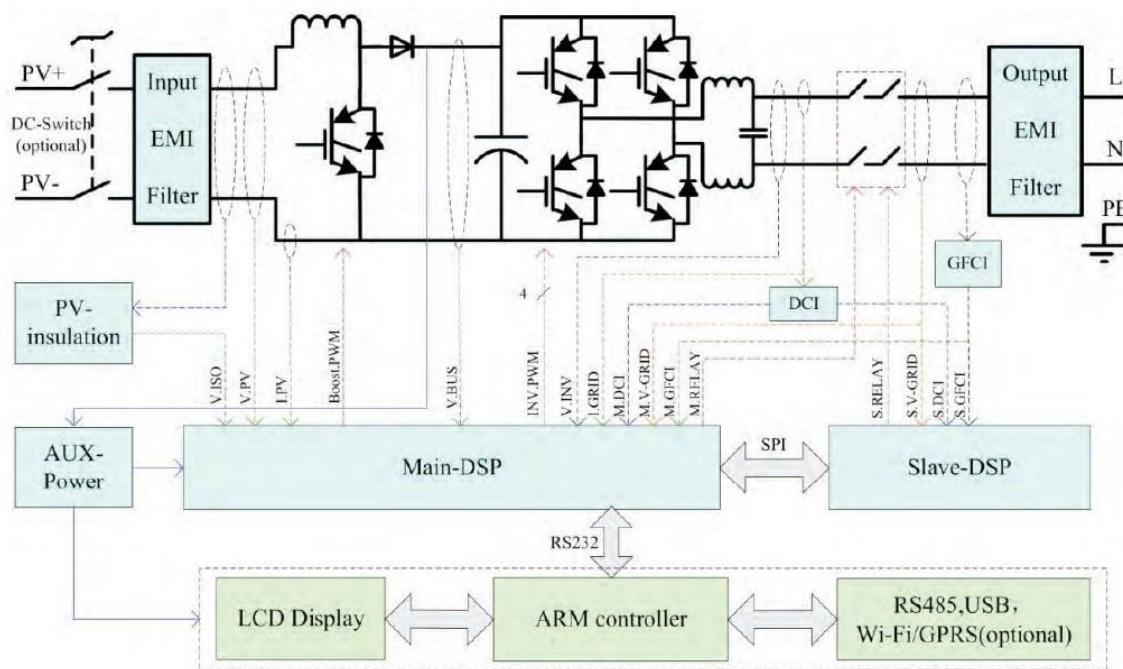 PV+
DC-Switch
(optional)
PV-
Input
EMI
Filter
Output
EMI
Filter
L
N
PE
GFCI
DCI
4
PV-
insulation
V.ISO
V.PV
I.PV
Boost.PWM
V.BUS
INV.PWM
V.INV
I.GRID
M.DCI
M.V-GRID
M.GFCI
M.RELAY
S.RELAY
S.V-GRID
S.DCI
S.GFCI
AUX-
Power
Main-DSP
SPI
Slave-DSP
RS232
LCD Display
ARM controller
RS485,USB,
Wi-Fi/GPRS(optional)